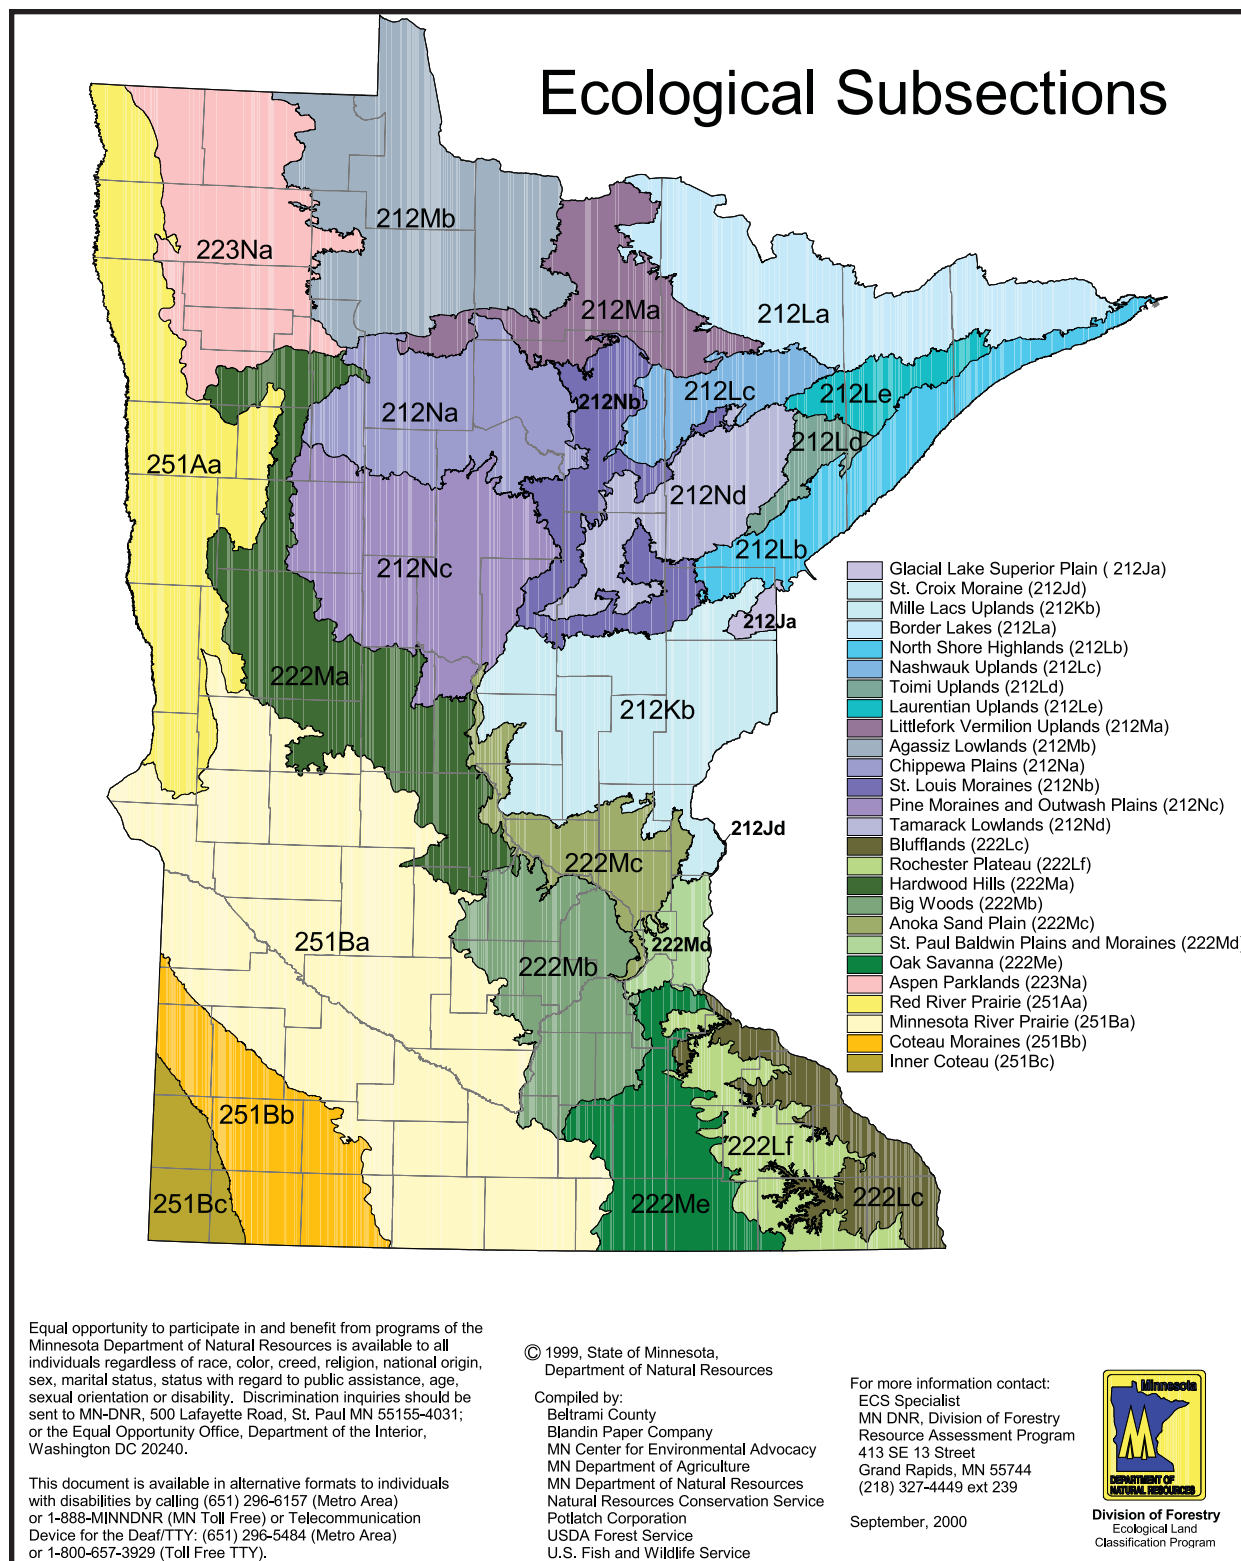 Ecological Subsections
212Mb
223Na
212Ma
212La
212Lc
212Le
212Nb
212Na
212Ld
251Aa
212Nd
212Lb
212Nc
212Ja
222Ma
212Kb
212Jd
222Mc
251Ba
222Md
222Mb
251Bb
222Lf
251Bc
222Me
222Lc
Glacial Lake Superior Plain ( 212Ja)
St. Croix Moraine (212Jd)
Mille Lacs Uplands (212Kb)
Border Lakes (212La)
North Shore Highlands (212Lb)
Nashwauk Uplands (212Lc)
Toimi Uplands (212Ld)
Laurentian Uplands (212Le)
Littlefork Vermilion Uplands (212Ma)
Agassiz Lowlands (212Mb)
Chippewa Plains (212Na)
St. Louis Moraines (212Nb)
Pine Moraines and Outwash Plains (212Nc)
Tamarack Lowlands (212Nd)
Blufflands (222Lc)
Rochester Plateau (222Lf)
Hardwood Hills (222Ma)
Big Woods (222Mb)
Anoka Sand Plain (222Mc)
St. Paul Baldwin Plains and Moraines (222Md)
Oak Savanna (222Me)
Aspen Parklands (223Na)
Red River Prairie (251Aa)
Minnesota River Prairie (251Ba)
Coteau Moraines (251Bb)
Inner Coteau (251Bc)
Equal opportunity to participate in and benefit from programs of the
Minnesota Department of Natural Resources is available to all
individuals regardless of race, color, creed, religion, national origin,
sex, marital status, status with regard to public assistance, age,
sexual orientation or disability. Discrimination inquiries should be
sent to MN-DNR, 500 Lafayette Road, St. Paul MN 55155-4031;
or the Equal Opportunity Office, Department of the Interior,
Washington DC 20240.
This document is available in alternative formats to individuals
with disabilities by calling (651) 296-6157 (Metro Area)
or 1-888-MINNDNR (MN Toll Free) or Telecommunication
Device for the Deaf/TTY: (651) 296-5484 (Metro Area)
or 1-800-657-3929 (Toll Free TTY).
© 1999, State of Minnesota,
Department of Natural Resources
Compiled by:
Beltrami County
Blandin Paper Company
MN Center for Environmental Advocacy
MN Department of Agriculture
MN Department of Natural Resources
Natural Resources Conservation Service
Potlatch Corporation
USDA Forest Service
U.S. Fish and Wildlife Service
For more information contact:
ECS Specialist
MN DNR, Division of Forestry
Resource Assessment Program
413 SE 13 Street
Grand Rapids, MN 55744
(218) 327-4449 ext 239
September, 2000
Minnesota
DEPARTMENT OF
NATURAL RESOURCES
Division of Forestry
Ecological Land
Classification Program